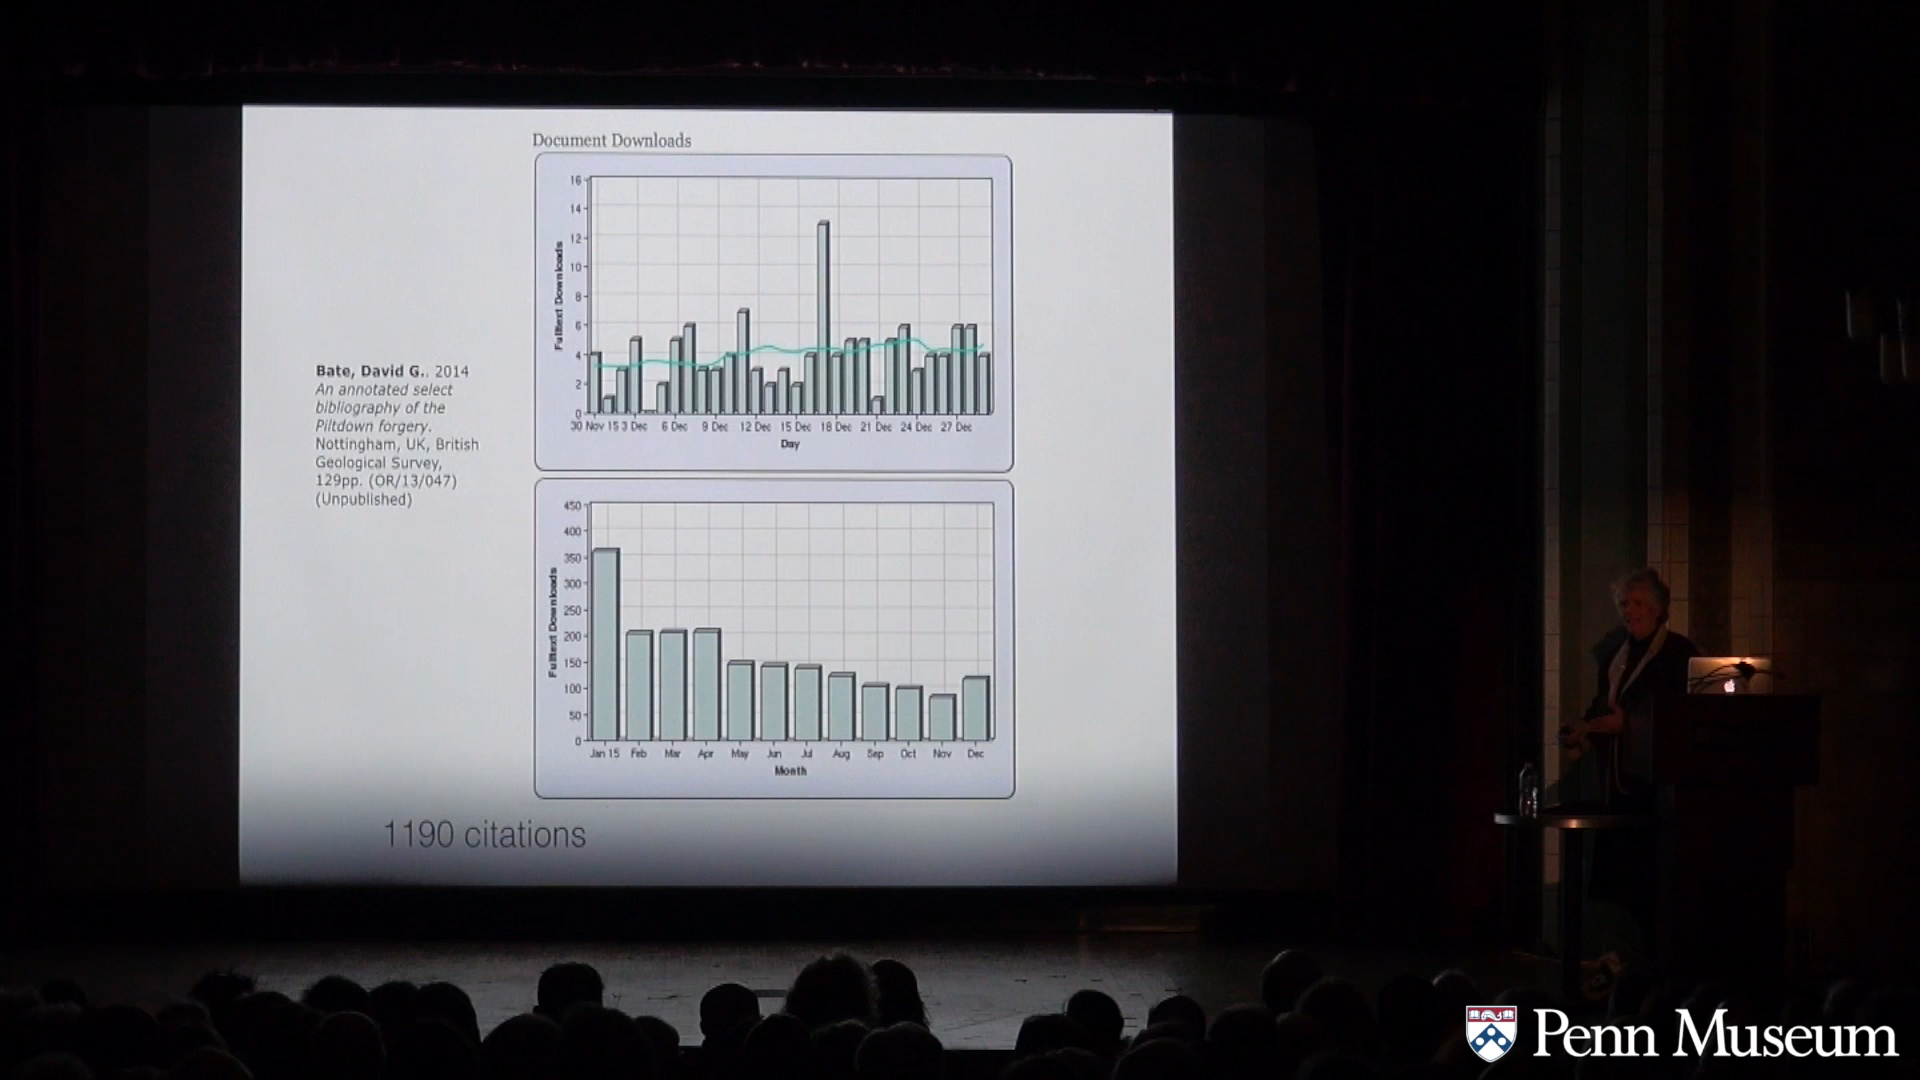 Document Downloads
16
14
12
10
8
6
4
2
0
Fulltext Downloads
30 Nov 15 3 Dec 6 Dec 9 Dec 12 Dec 15 Dec 18 Dec 21 Dec 24 Dec 27 Dec
Day
Bate, David G.. 2014
An annotated select
bibliography of the
Piltdown forgery.
Nottingham, UK, British
Geological Survey,
129pp. (OR/13/047)
(Unpublished)
450
400
350
300
250
200
150
100
50
0
Fulltext Downloads
Jan 15 Feb Mar Apr May Jun Jul Aug Sep Oct Nov Dec
Month
1190 citations
Penn Museum